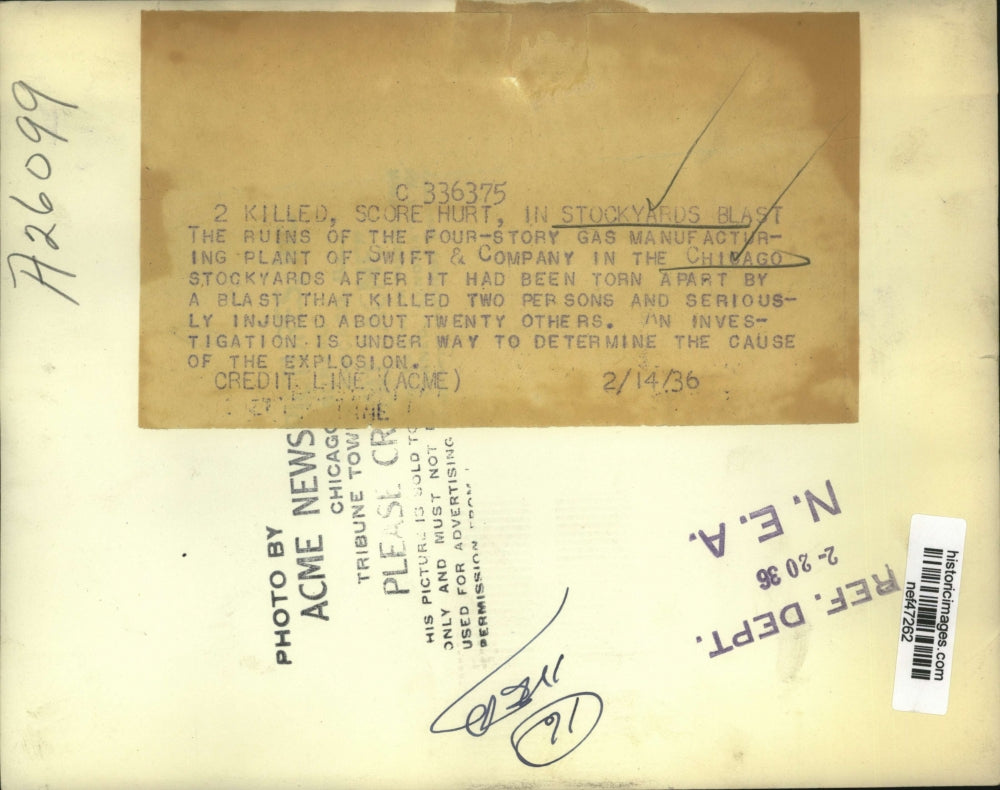 A26099
C 336375
2 KILLED, SCORE HURT, IN STOCKYARDS BLAST
THE RUINS OF THE FOUR-STORY GAS MANUFACTUR-
ING PLANT OF SWIFT & COMPANY IN THE CHICAGO
STOCKYARDS AFTER IT HAD BEEN TORN APART BY
A BLAST THAT KILLED TWO PERSONS AND SERIOUS-
LY INJURED ABOUT TWENTY OTHERS. AN INVES-
TIGATION IS UNDER WAY TO DETERMINE THE CAUSE
OF THE EXPLOSION.
CREDIT LINE (ACME) 2/14/36
PHOTO BY
ACME NEWS
CHICAGO
TRIBUNE TOW
PLEASE CR
HIS PICTURE IS SOLD TO
ONLY AND MUST NOT
USED FOR ADVERTISING
PERMISSION FROM
N. E. A.
2-20 36
REF. DEPT.
16
historicimages.com
nef47262